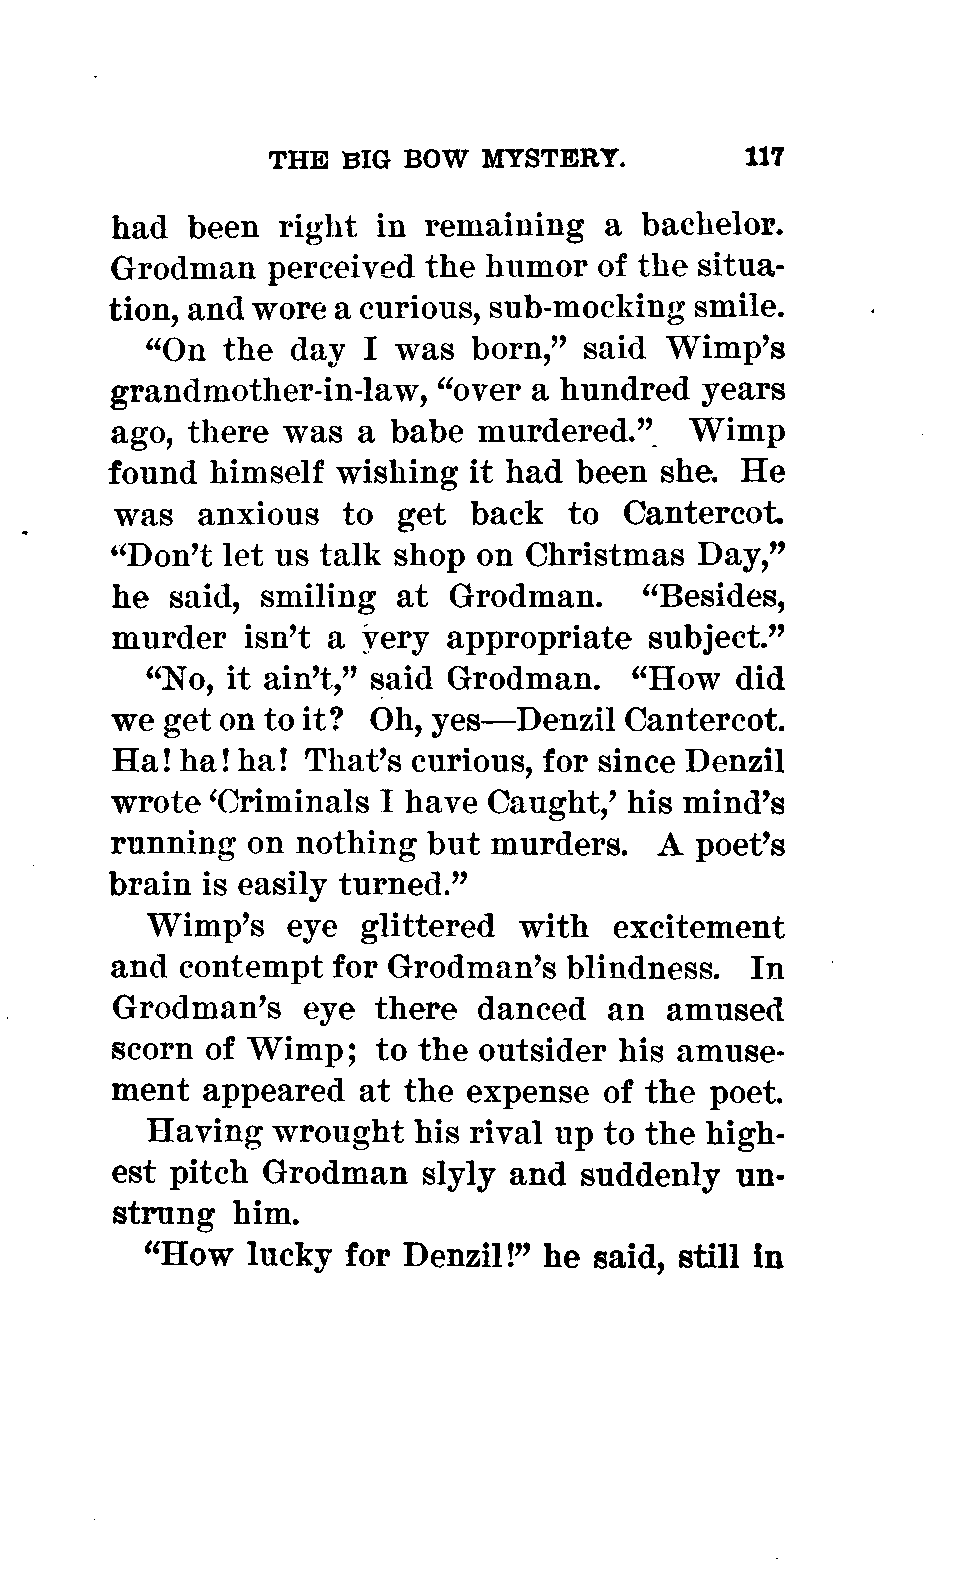 THE BIG BOW MYSTERY. 117
had been right in remaining a bachelor.
Grodman perceived the humor of the situa-
tion, and wore a curious, sub-mocking smile.
“On the day I was born,” said Wimp’s
grandmother-in-law, “over a hundred years
ago, there was a babe murdered.” Wimp
found himself wishing it had been she. He
was anxious to get back to Cantercot.
“Don’t let us talk shop on Christmas Day,”
he said, smiling at Grodman. “Besides,
murder isn’t a very appropriate subject.”
“No, it ain’t,” said Grodman. “How did
we get on to it? Oh, yes—Denzil Cantercot.
Ha! ha! ha! That’s curious, for since Denzil
wrote ‘Criminals I have Caught,’ his mind’s
running on nothing but murders. A poet’s
brain is easily turned.”
Wimp’s eye glittered with excitement
and contempt for Grodman’s blindness. In
Grodman’s eye there danced an amused
scorn of Wimp; to the outsider his amuse-
ment appeared at the expense of the poet.
Having wrought his rival up to the high-
est pitch Grodman slyly and suddenly un-
strung him.
“How lucky for Denzil!” he said, still in